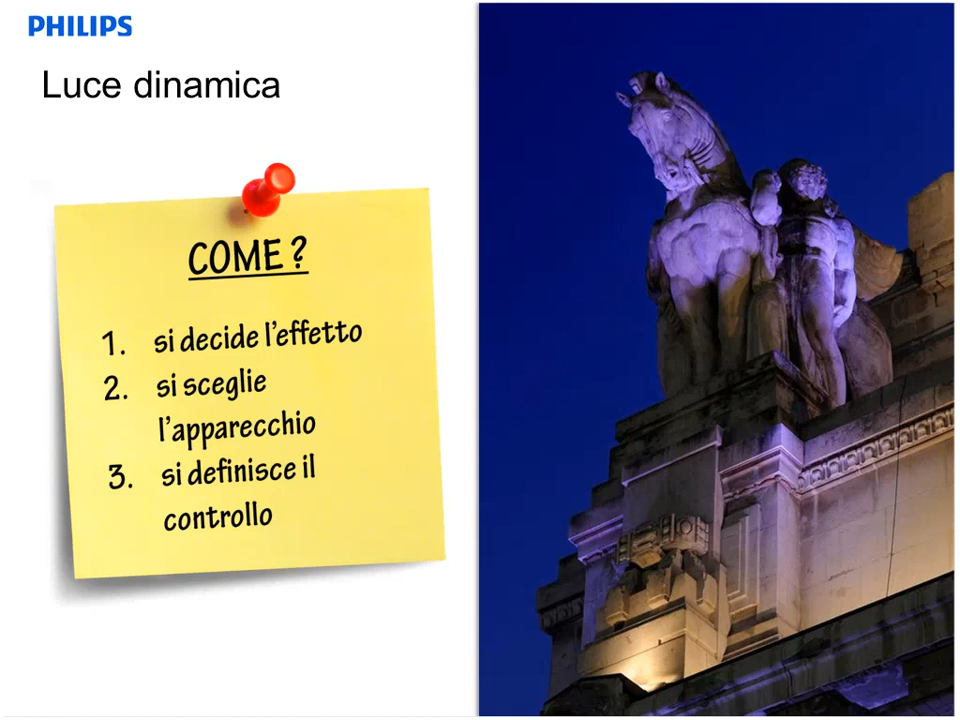 PHILIPS
Luce dinamica
COME ?
1. si decide l'effetto
2. si sceglie
l'apparecchio
3. si definisce il
controllo